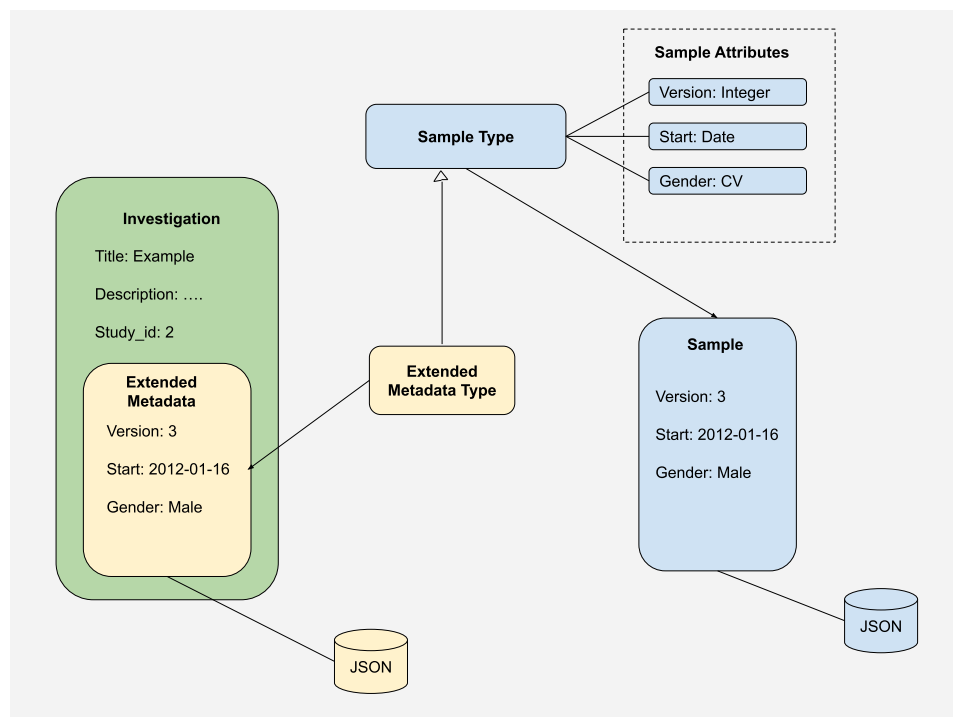 Sample Attributes
Version: Integer
Start: Date
Gender: CV
Sample Type
Investigation
Title: Example
Description: ….
Study_id: 2
Extended
Metadata
Version: 3
Start: 2012-01-16
Gender: Male
Extended
Metadata Type
Sample
Version: 3
Start: 2012-01-16
Gender: Male
JSON
JSON